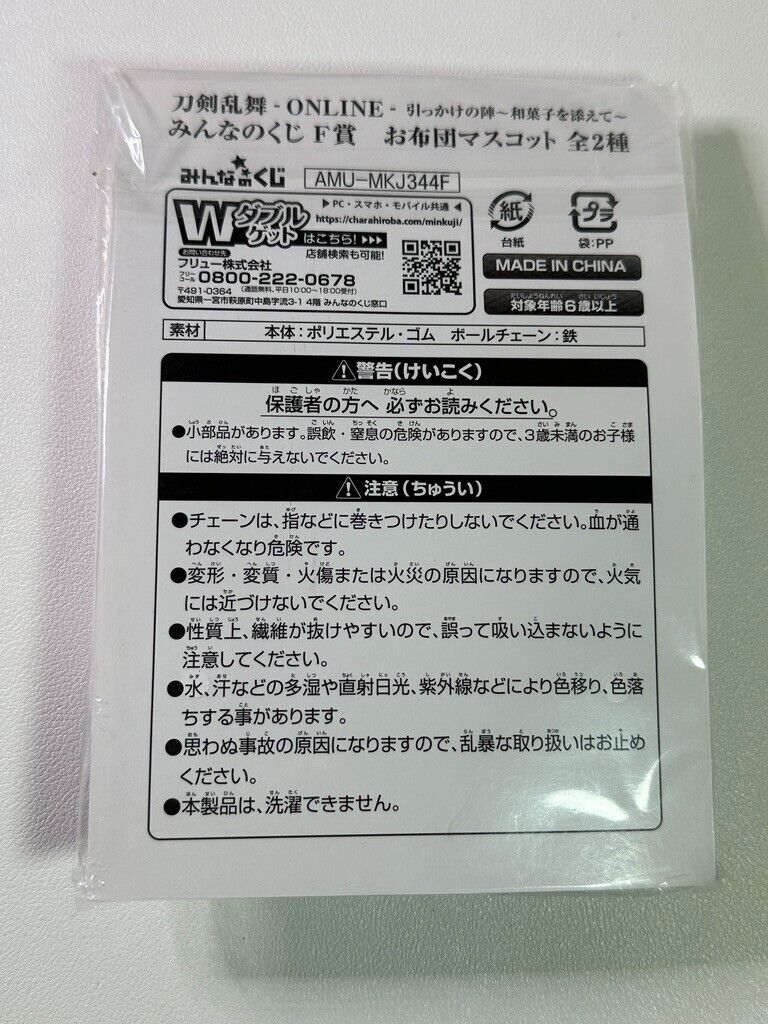 刀剣乱舞 - ONLINE - 引っかけの陣~和菓子を添えて~
みんなのくじ F賞 お布団マスコット 全2種
みんなのくじ AMU-MKJ344F
Wダブルゲット はこちら!▶▶▶
▶PC・スマホ・モバイル共通◀
https://charahiroba.com/minkuji/
店舗検索も可能!
お問い合わせ先
フリュー株式会社
フリーコール 0800-222-0678
〒491-0364 (通話無料、平日10:00~18:00受付)
愛知県一宮市萩原町中島字流3-1 4階 みんなのくじ窓口
紙 台紙
プラ 袋:PP
MADE IN CHINA
対象年齢6歳以上
素材 本体:ポリエステル・ゴム ボールチェーン:鉄
警告(けいこく)
保護者の方へ 必ずお読みください。
●小部品があります。誤飲・窒息の危険がありますので、3歳未満のお子様
には絶対に与えないでください。
注意(ちゅうい)
●チェーンは、指などに巻きつけたりしないでください。血が通
わなくなり危険です。
●変形・変質・火傷または火災の原因になりますので、火気
には近づけないでください。
●性質上、繊維が抜けやすいので、誤って吸い込まないように
注意してください。
●水、汗などの多湿や直射日光、紫外線などにより色移り、色落
ちする事があります。
●思わぬ事故の原因になりますので、乱暴な取り扱いはお止め
ください。
●本製品は、洗濯できません。